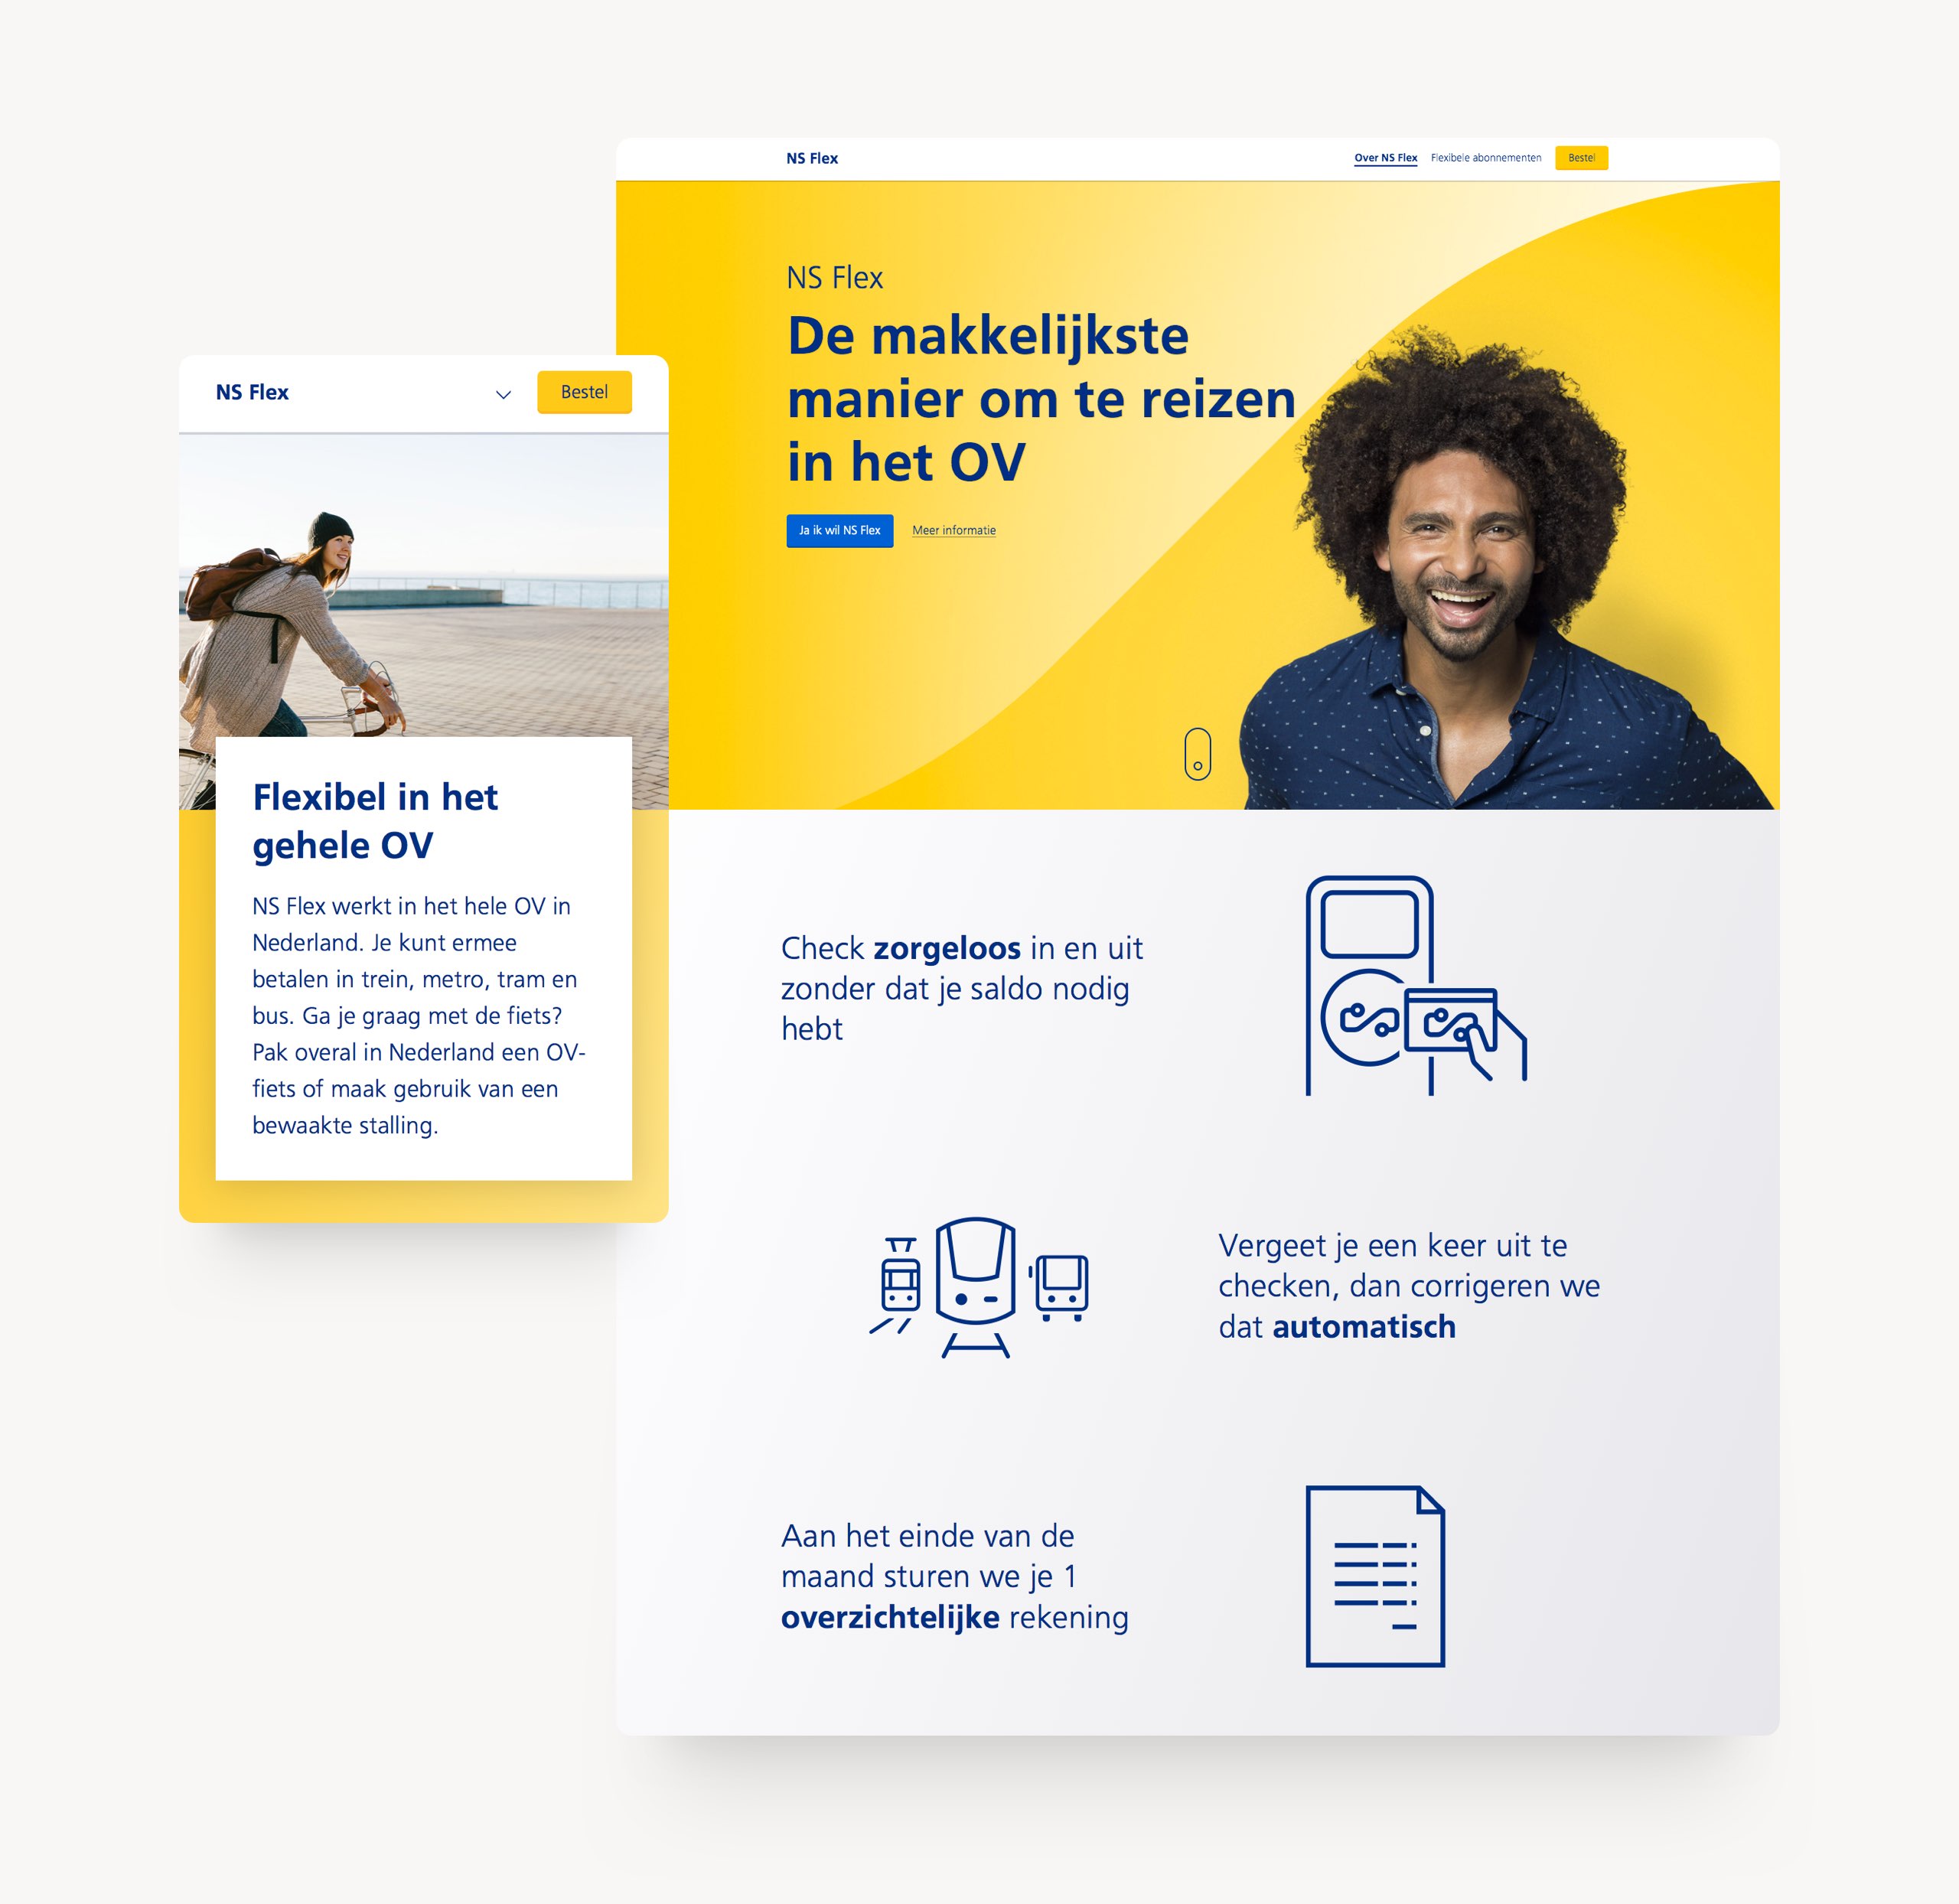 NS Flex
Over NS Flex
Flexibele abonnementen
Bestel
NS Flex
De makkelijkste
manier om te reizen
in het OV
Ja ik wil NS Flex
Meer informatie
NS Flex
Bestel
Flexibel in het
gehele OV
NS Flex werkt in het hele OV in
Nederland. Je kunt ermee
betalen in trein, metro, tram en
bus. Ga je graag met de fiets?
Pak overal in Nederland een OV-
fiets of maak gebruik van een
bewaakte stalling.
Check zorgeloos in en uit
zonder dat je saldo nodig
hebt
Vergeet je een keer uit te
checken, dan corrigeren we
dat automatisch
Aan het einde van de
maand sturen we je 1
overzichtelijke rekening